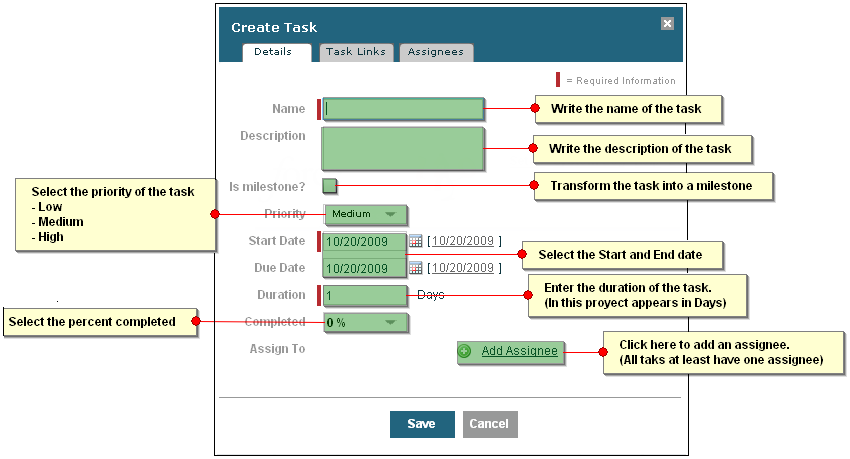 Create Task
Details
Task Links
Assignees
= Required Information
Name
Write the name of the task
Description
Write the description of the task
Is milestone?
Transform the task into a milestone
Select the priority of the task
- Low
- Medium
- High
Priority
Medium
Start Date
10/20/2009
[10/20/2009 ]
Select the Start and End date
Due Date
10/20/2009
[10/20/2009 ]
Duration
1
Days
Enter the duration of the task.
(In this proyect appears in Days)
Select the percent completed
Completed
0 %
Assign To
Add Assignee
Click here to add an assignee.
(All taks at least have one assignee)
Save
Cancel